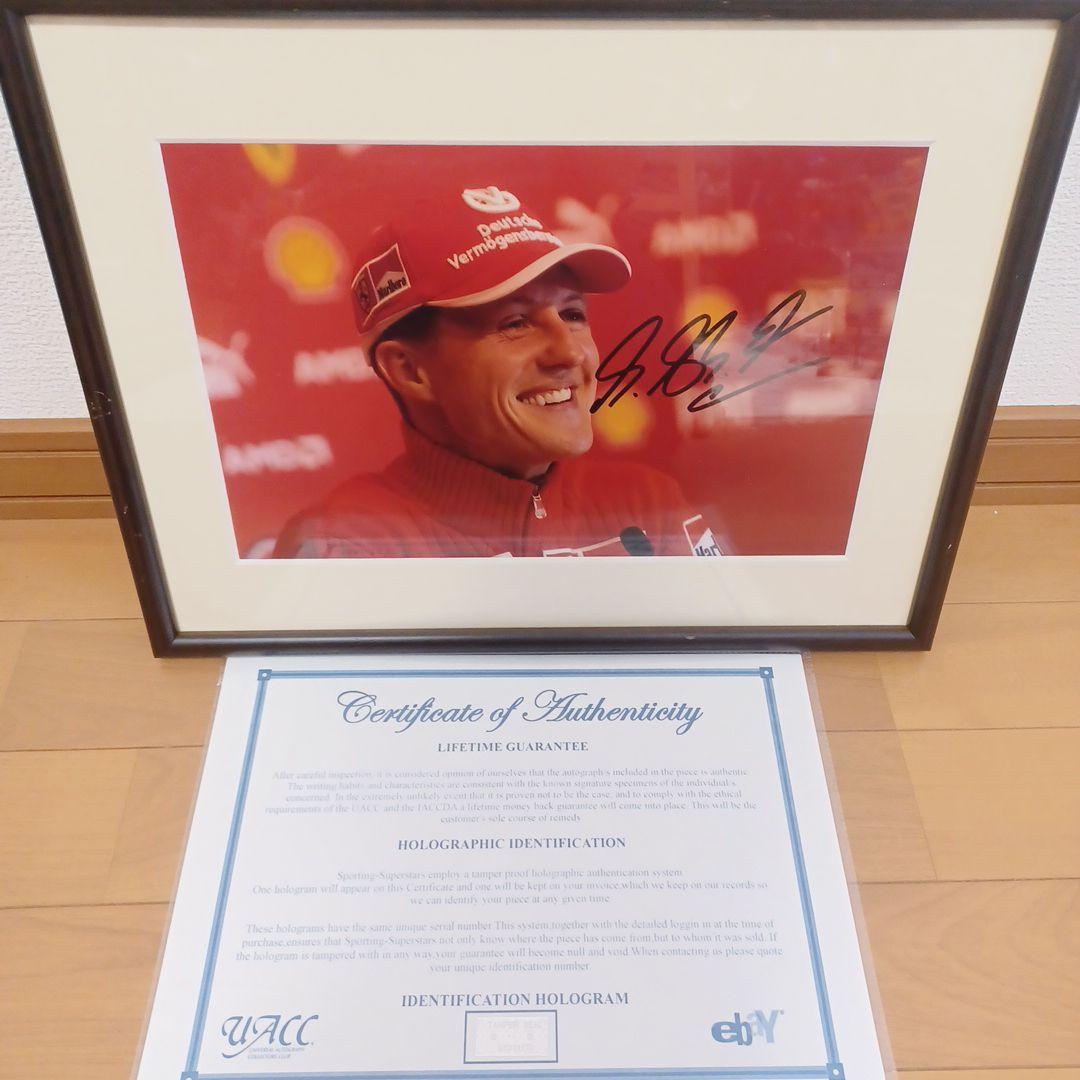 Deutsche
Vermögensbera
Marlboro
AMD
AMD
Mar
Certificate of Authenticity
LIFETIME GUARANTEE
After careful inspection, it is considered opinion of ourselves that the autograph/s included in the piece is authentic
The writing habits and characteristics are consistent with the known signature specimens of the individual/s
concerned. In the extremely unlikely event that it is proven not to be the case, and to comply with the ethical
requirements of the UACC and the IACCDA a lifetime money back guarantee will come into place. This will be the
customer's sole course of remedy
HOLOGRAPHIC IDENTIFICATION
Sporting-Superstars employ a tamper proof holographic authentication system
One hologram will appear on this Certificate and one will be kept on your invoice,which we keep on our records so
we can identify your piece at any given time
These holograms have the same unique serial number This system,together with the detailed loggin in at the time of
purchase,ensures that Sporting-Superstars not only know where the piece has come from,but to whom it was sold. If
the hologram is tampered with in any way,your guarantee will become null and void.When contacting us please quote
your unique identification number
IDENTIFICATION HOLOGRAM
UACC
UNIVERSAL AUTOGRAPH
COLLECTORS CLUB
TAMPER SEAL
ebaY